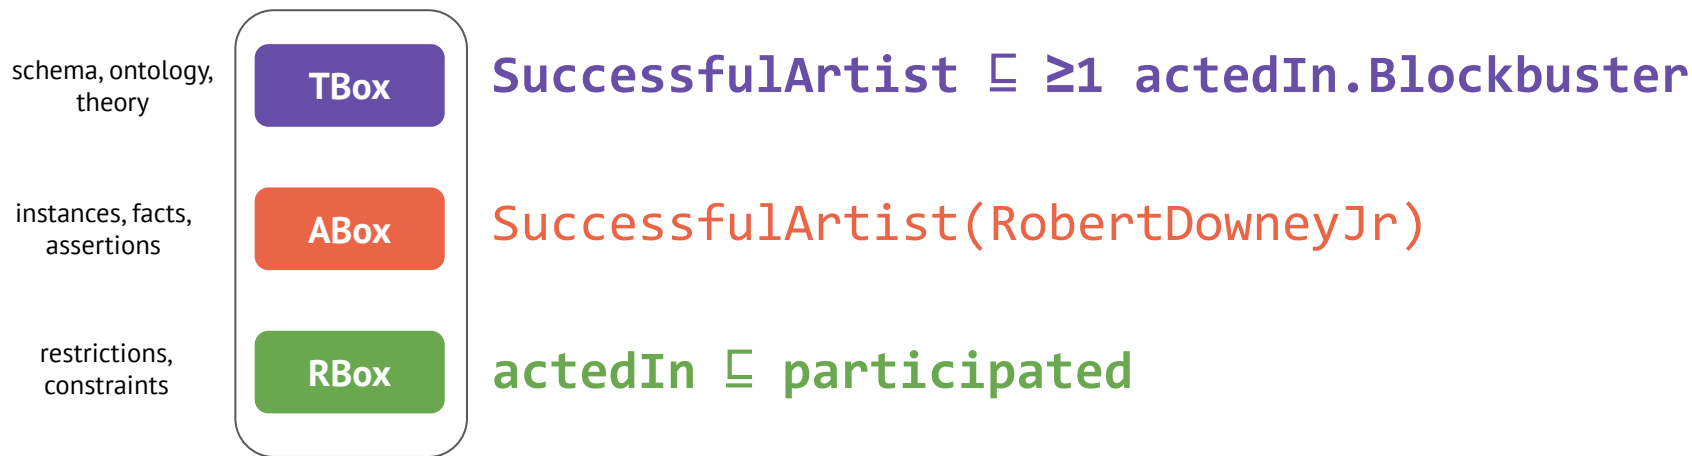 schema, ontology,
theory
TBox
SuccessfulArtist ⊑ ≥1 actedIn.Blockbuster
instances, facts,
assertions
ABox
SuccessfulArtist(RobertDowneyJr)
restrictions,
constraints
RBox
actedIn ⊑ participated